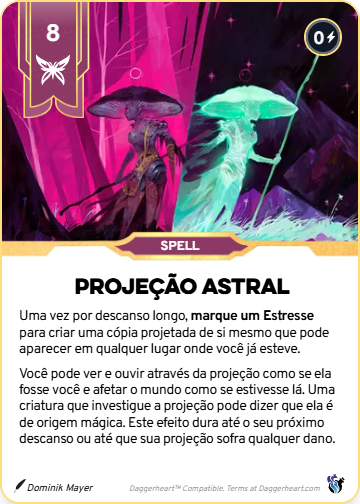 8
0
SPELL
PROJEÇÃO ASTRAL
Uma vez por descanso longo, marque um Estresse
para criar uma cópia projetada de si mesmo que pode
aparecer em qualquer lugar onde você já esteve.
Você pode ver e ouvir através da projeção como se ela
fosse você e afetar o mundo como se estivesse lá. Uma
criatura que investigue a projeção pode dizer que ela é
de origem mágica. Este efeito dura até o seu próximo
descanso ou até que sua projeção sofra qualquer dano.
Dominik Mayer
Daggerheart™ Compatible. Terms at Daggerheart.com